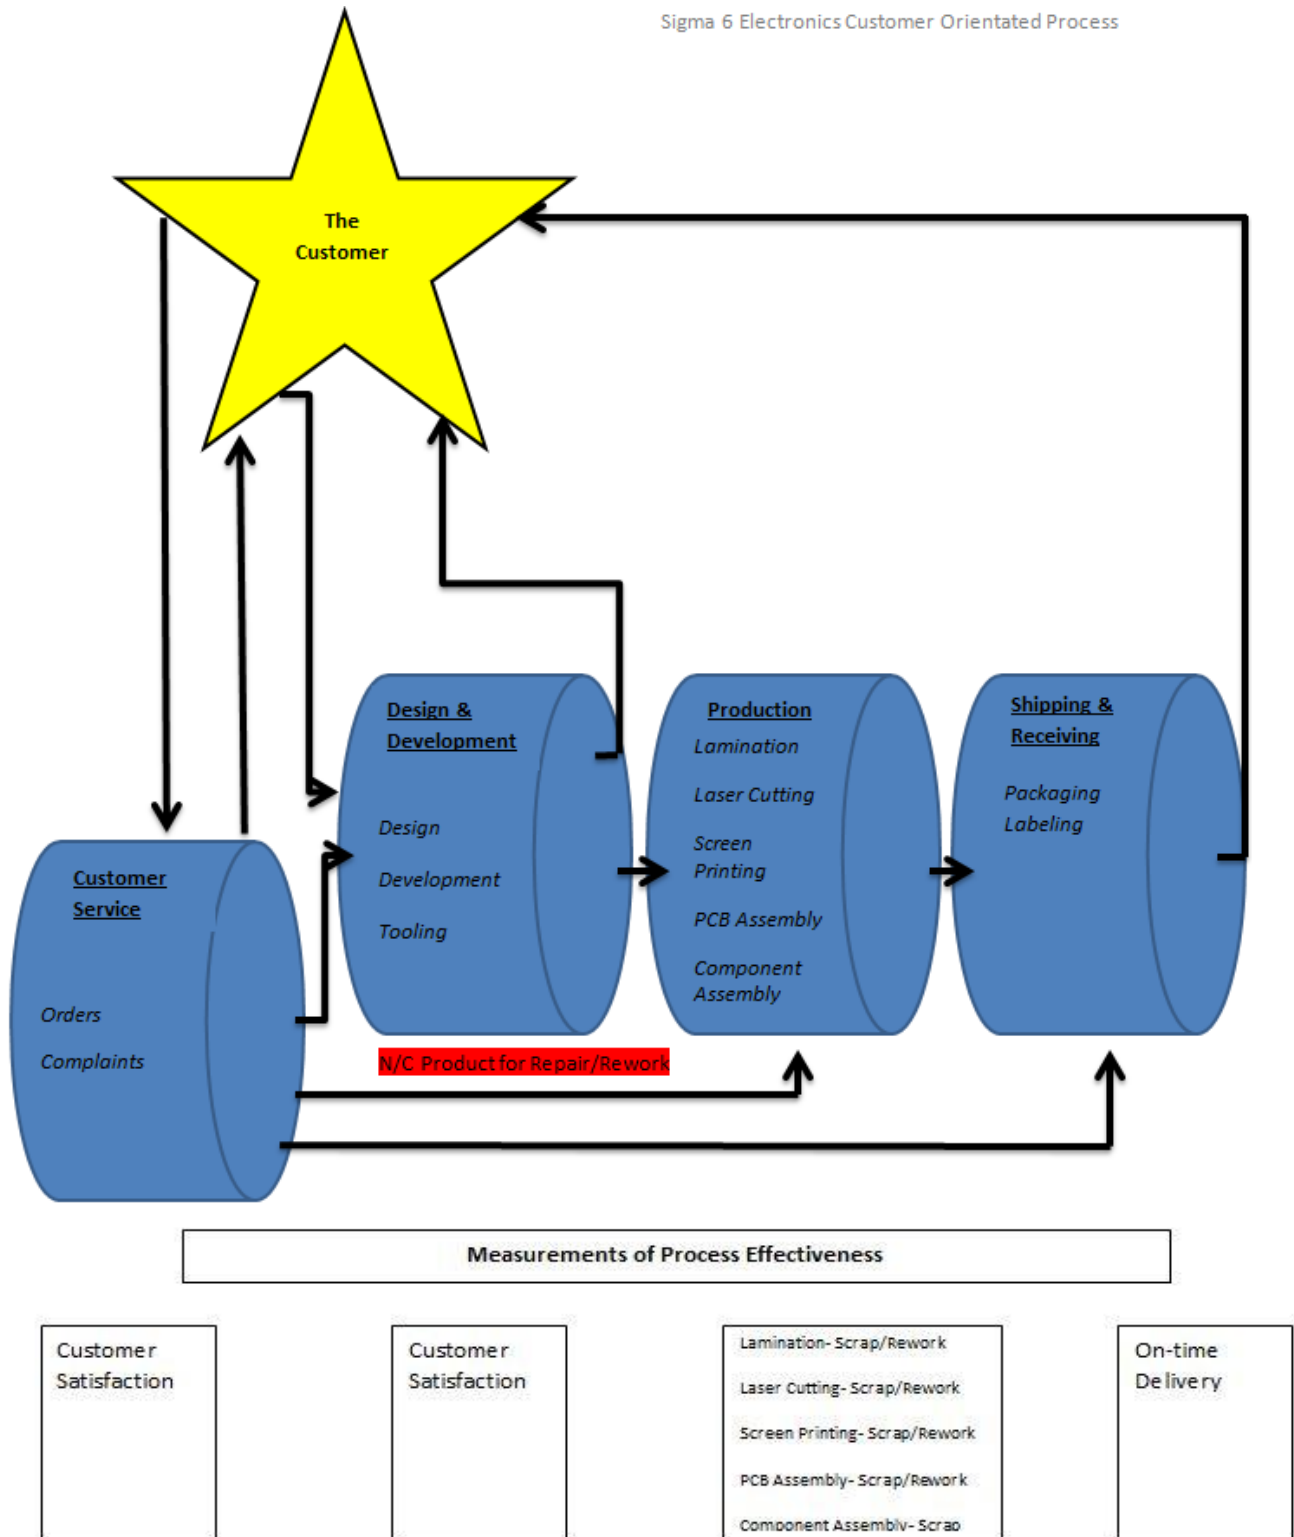 Sigma 6 Electronics Customer Orientated Process
The
Customer
Design &
Development
Design
Development
Tooling
Production
Lamination
Laser Cutting
Screen
Printing
PCB Assembly
Component
Assembly
Shipping &
Receiving
Packaging
Labeling
Customer
Service
Orders
Complaints
N/C Product for Repair/Rework
Measurements of Process Effectiveness
Customer
Satisfaction
Customer
Satisfaction
Lamination- Scrap/Rework
Laser Cutting- Scrap/Rework
Screen Printing- Scrap/Rework
PCB Assembly- Scrap/Rework
Component Assembly- Scrap
On-time
Delivery